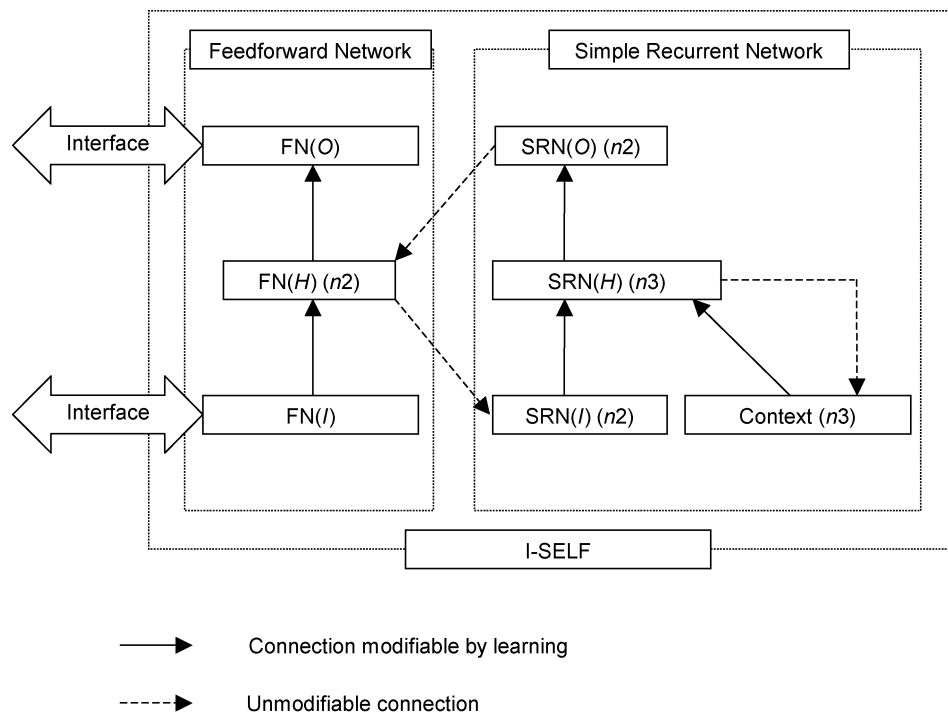 Feedforward Network
Simple Recurrent Network
Interface
FN(O)
SRN(O) (n2)
FN(H) (n2)
SRN(H) (n3)
Interface
FN(I)
SRN(I) (n2)
Context (n3)
I-SELF
Connection modifiable by learning
Unmodifiable connection